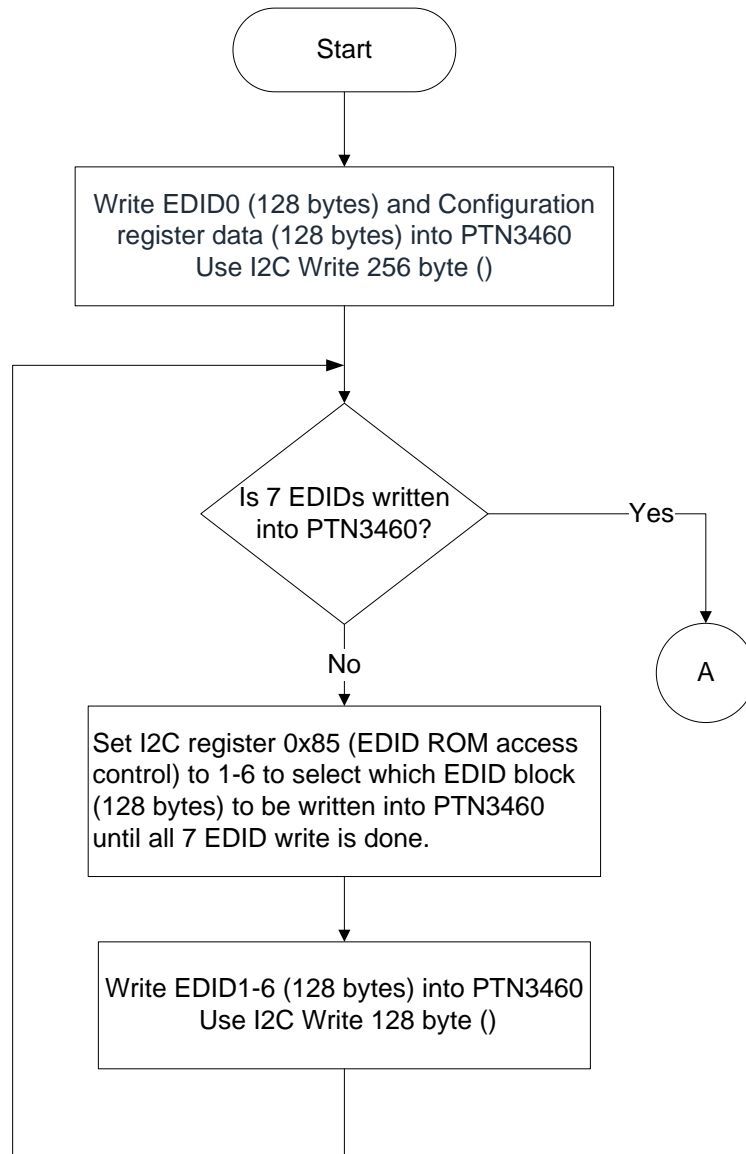 Start
Write EDID0 (128 bytes) and Configuration
register data (128 bytes) into PTN3460
Use I2C Write 256 byte ()
Is 7 EDIDs written
into PTN3460?
Yes
A
No
Set I2C register 0x85 (EDID ROM access
control) to 1-6 to select which EDID block
(128 bytes) to be written into PTN3460
until all 7 EDID write is done.
Write EDID1-6 (128 bytes) into PTN3460
Use I2C Write 128 byte ()